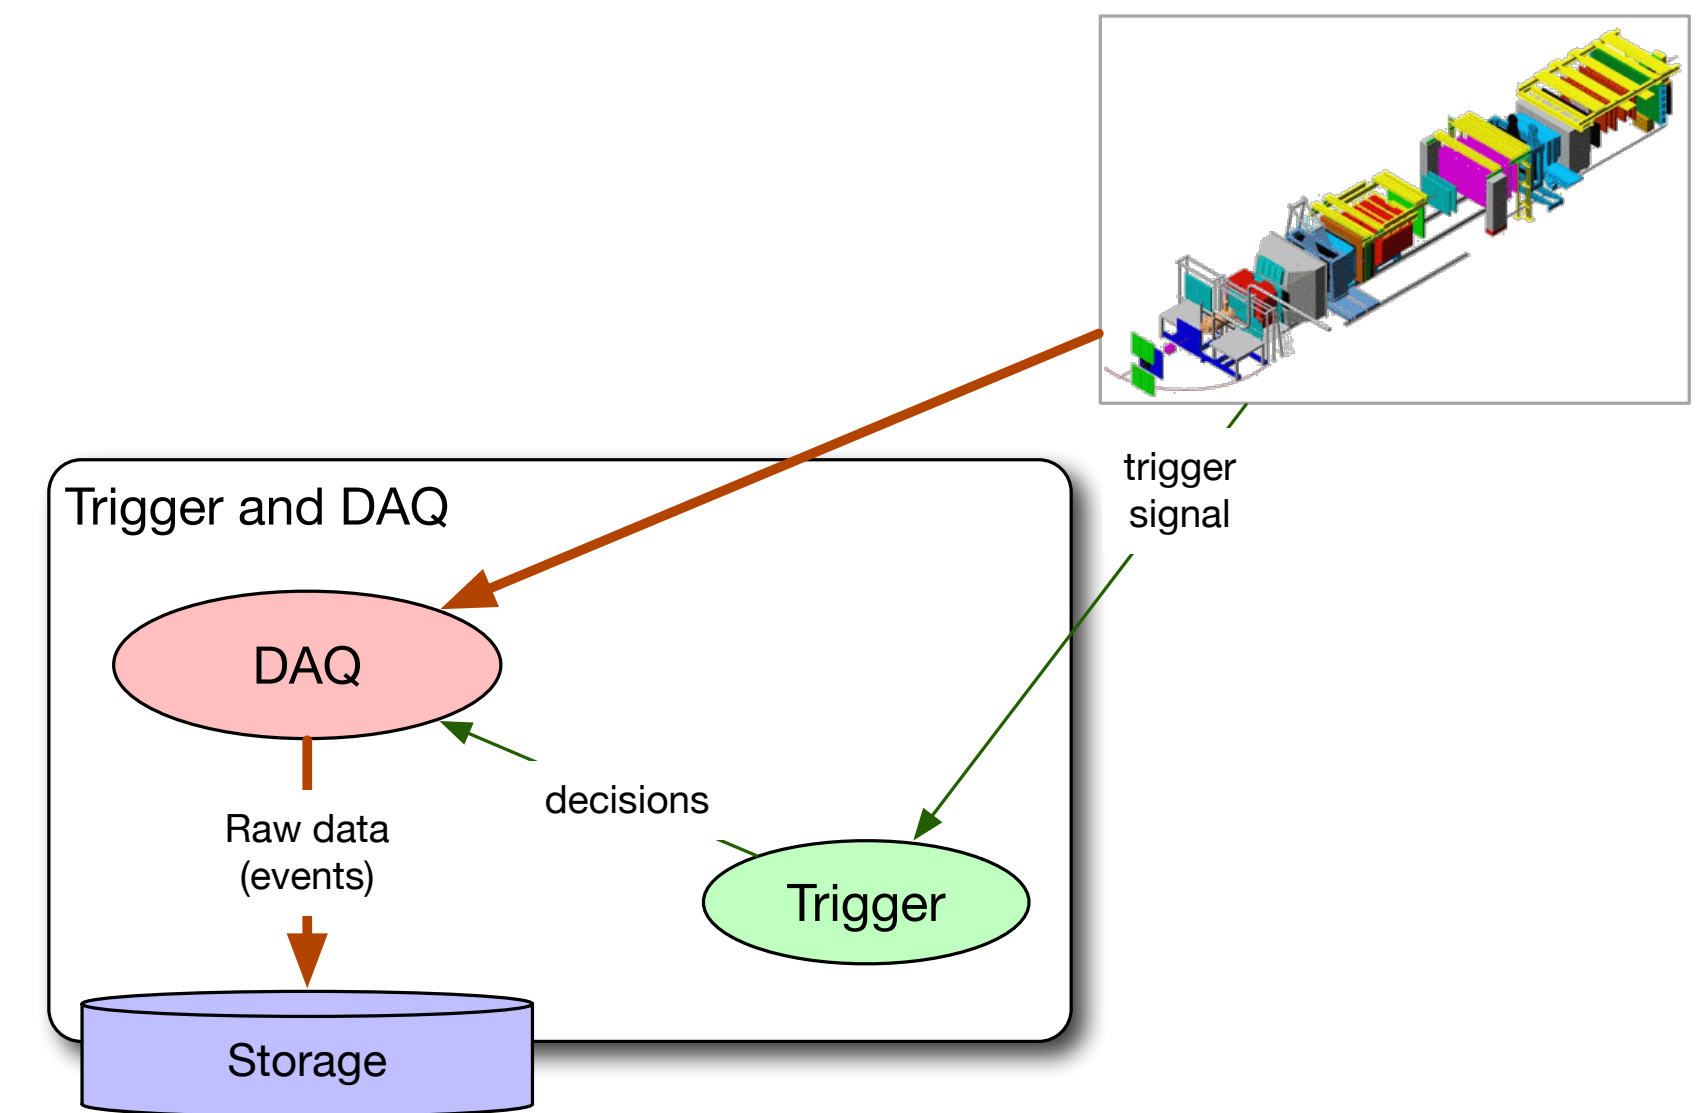 trigger
signal
Trigger and DAQ
DAQ
decisions
Raw data
(events)
Trigger
Storage